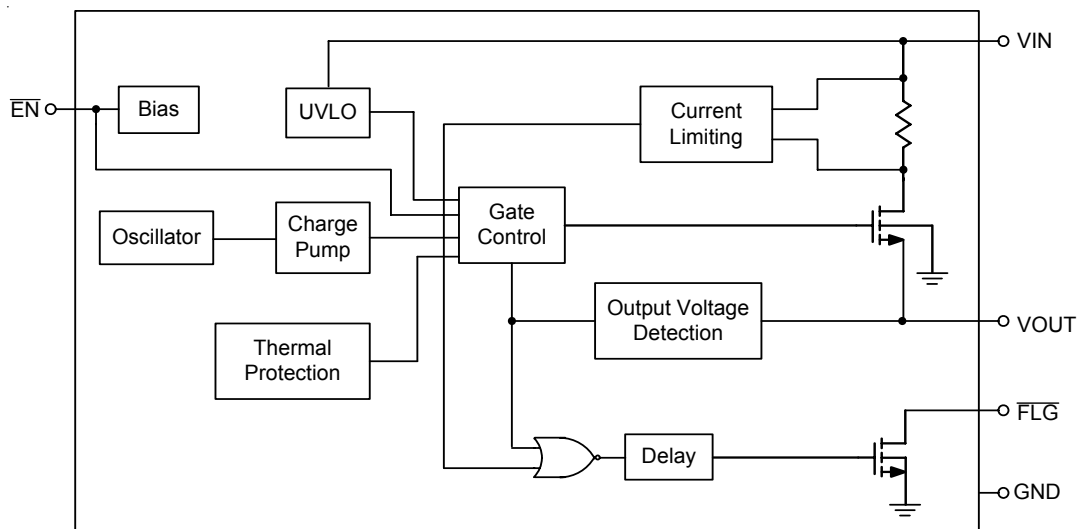 VIN
EN
Bias
UVLO
Current
Limiting
Oscillator
Charge
Pump
Gate
Control
Output Voltage
Detection
VOUT
Thermal
Protection
FLG
Delay
GND